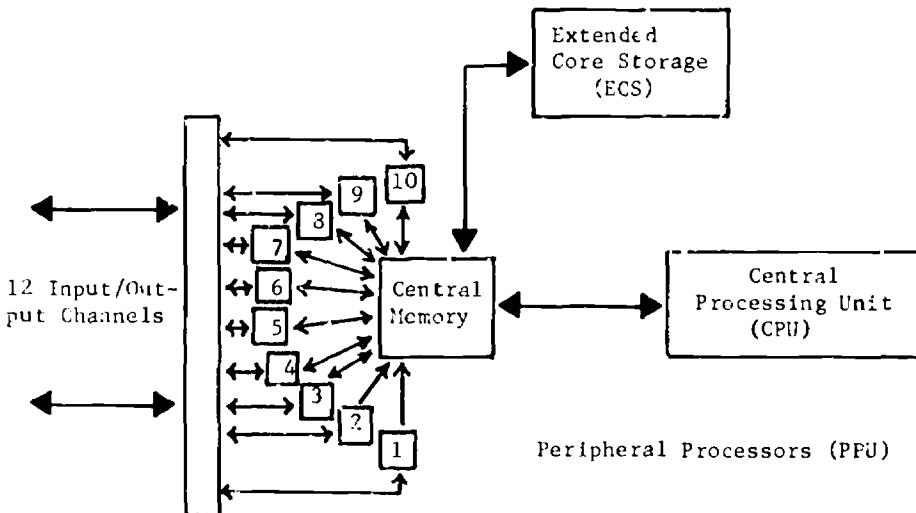 Extended
Core Storage
(ECS)
10
9
8
7
12 Input/Out-
put Channels
6
Central
Memory
Central
Processing Unit
(CPU)
5
4
3
2
1
Peripheral Processors (PPU)